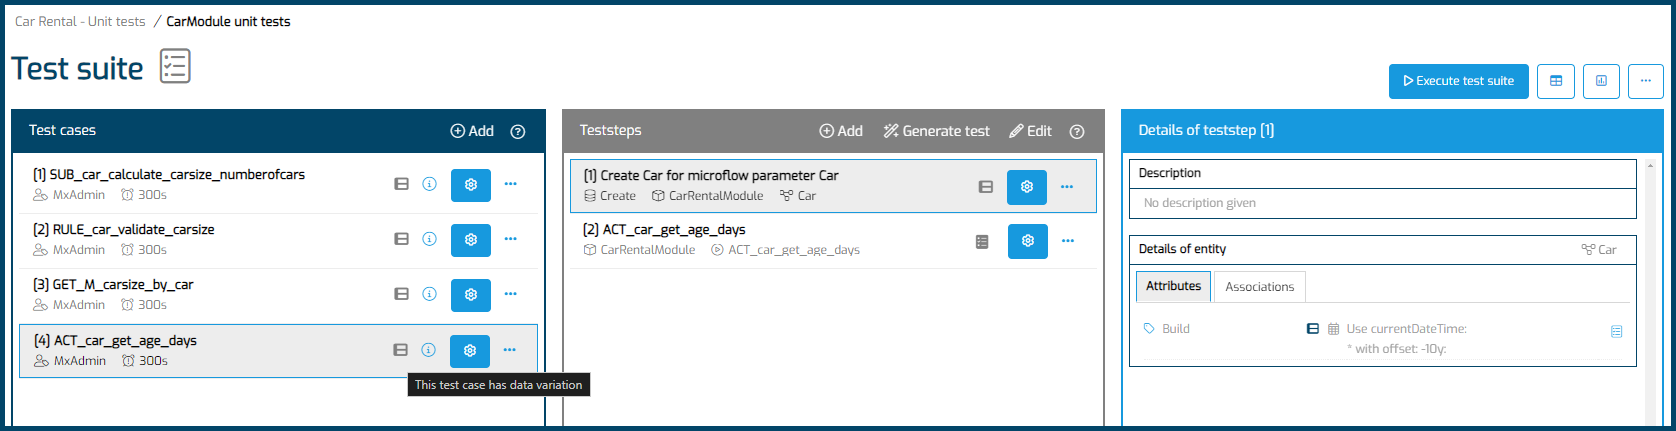 Car Rental - Unit tests / CarModule unit tests
Test suite
Execute test suite
Test cases
Add
[1] SUB_car_calculate_carsize_numberofcars
MxAdmin 300s
[2] RULE_car_validate_carsize
MxAdmin 300s
[3] GET_M_carsize_by_car
MxAdmin 300s
[4] ACT_car_get_age_days
MxAdmin 300s
This test case has data variation
Teststeps
Add Generate test Edit
[1] Create Car for microflow parameter Car
Create CarRentalModule Car
[2] ACT_car_get_age_days
CarRentalModule ACT_car_get_age_days
Details of teststep [1]
Description
No description given
Details of entity Car
Attributes Associations
Build Use currentDateTime:
* with offset: -10y: